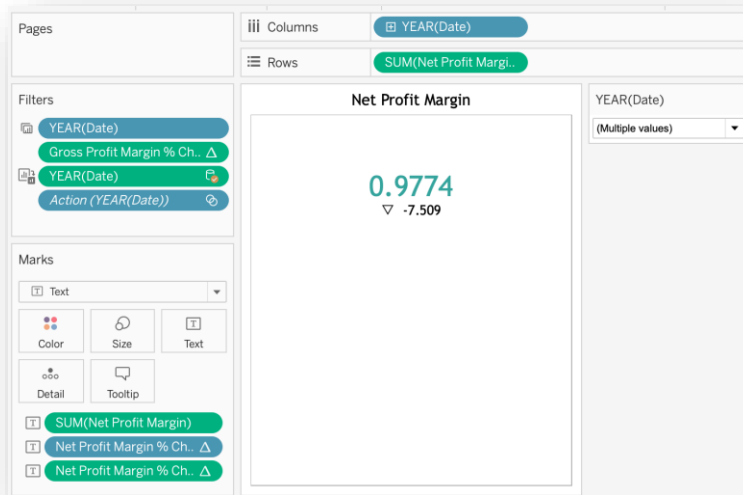 Pages
Columns
YEAR(Date)
Rows
SUM(Net Profit Margi..
Filters
YEAR(Date)
Gross Profit Margin % Ch..
YEAR(Date)
Action (YEAR(Date))
Marks
Text
Color Size Text
Detail Tooltip
SUM(Net Profit Margin)
Net Profit Margin % Ch..
Net Profit Margin % Ch..
Net Profit Margin
0.9774
▽ -7.509
YEAR(Date)
(Multiple values)